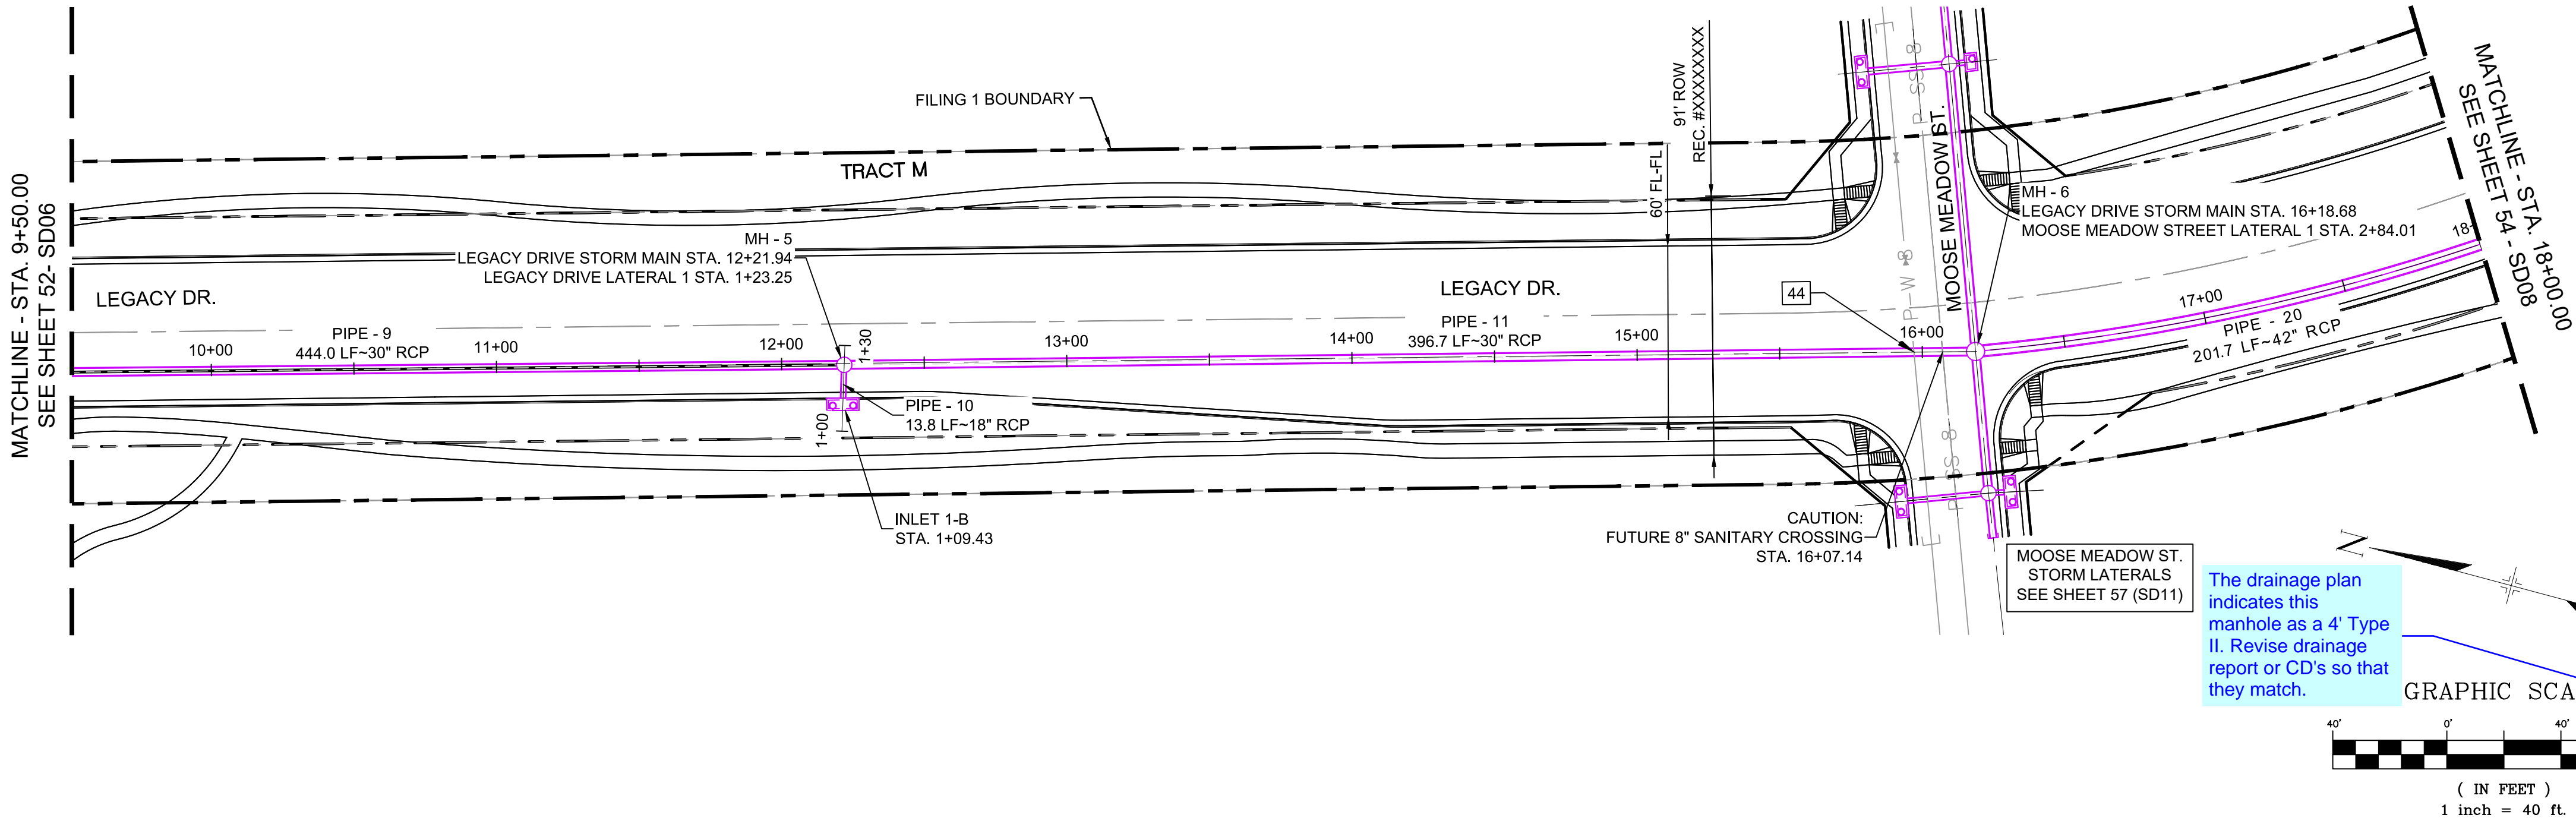 MATCHLINE - STA. 9+50.00
SEE SHEET 52- SD06
FILING 1 BOUNDARY
TRACT M
MH - 5
LEGACY DRIVE STORM MAIN STA. 12+21.94
LEGACY DRIVE LATERAL 1 STA. 1+23.25
LEGACY DR.
PIPE - 9
444.0 LF~30" RCP
10+00
11+00
12+00
1+30
13+00
14+00
15+00
16+00
17+00
18-
PIPE - 10
13.8 LF~18" RCP
1+00
INLET 1-B
STA. 1+09.43
LEGACY DR.
PIPE - 11
396.7 LF~30" RCP
60' FL-FL
91' ROW
REC. #XXXXXXXX
44
MOOSE MEADOW ST.
P-SS 8
P-W 8
P-SS 8
MH - 6
LEGACY DRIVE STORM MAIN STA. 16+18.68
MOOSE MEADOW STREET LATERAL 1 STA. 2+84.01
PIPE - 20
201.7 LF~42" RCP
MATCHLINE - STA. 18+00.00
SEE SHEET 54 - SD08
CAUTION:
FUTURE 8" SANITARY CROSSING
STA. 16+07.14
MOOSE MEADOW ST.
STORM LATERALS
SEE SHEET 57 (SD11)
The drainage plan
indicates this
manhole as a 4' Type
II. Revise drainage
report or CD's so that
they match.
N
GRAPHIC SCA
40'
0'
40'
( IN FEET )
1 inch = 40 ft.